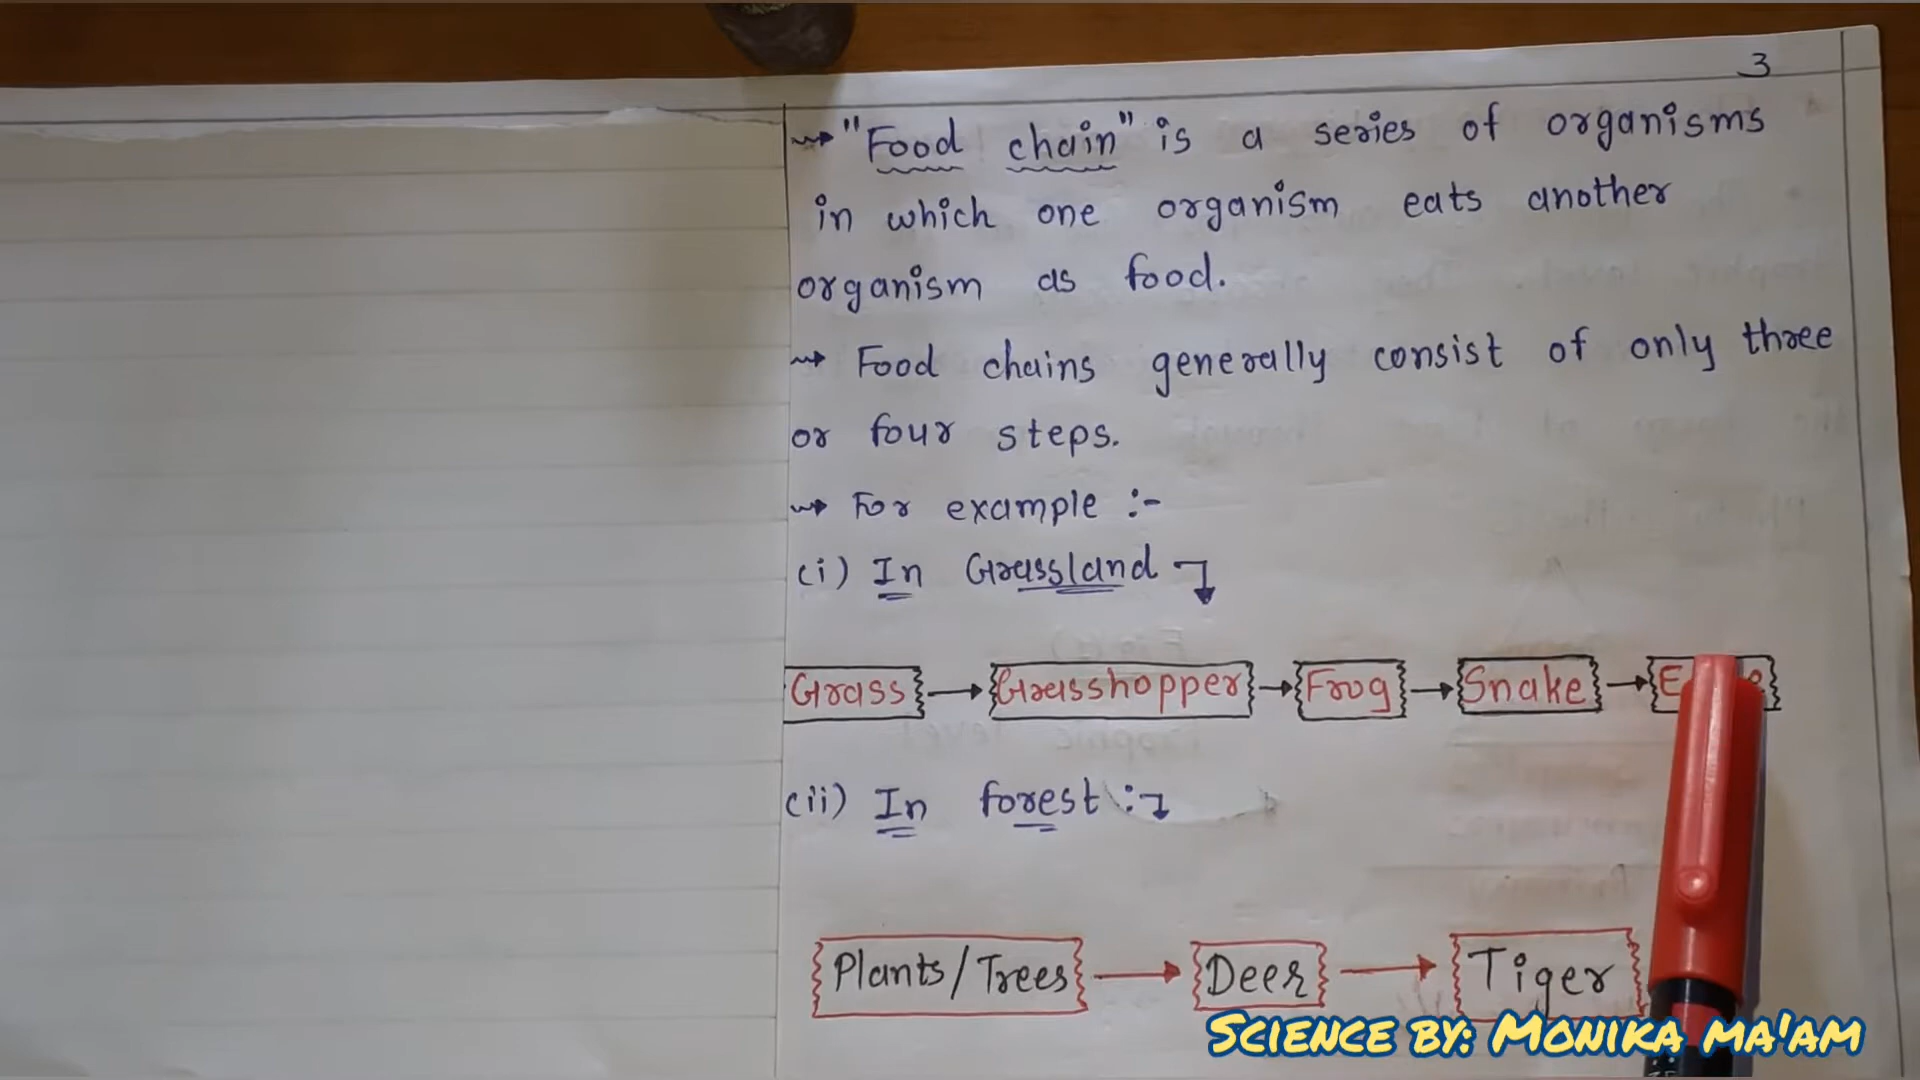 3
"Food chain" is a series of organisms
in which one organism eats another
organism as food.
Food chains generally consist of only three
or four steps.
For example :-
(i) In Grassland
Grass → Grasshopper → Frog → Snake →
(ii) In forest :
Plants/Trees → Deer → Tiger
SCIENCE BY: MONIKA MA'AM